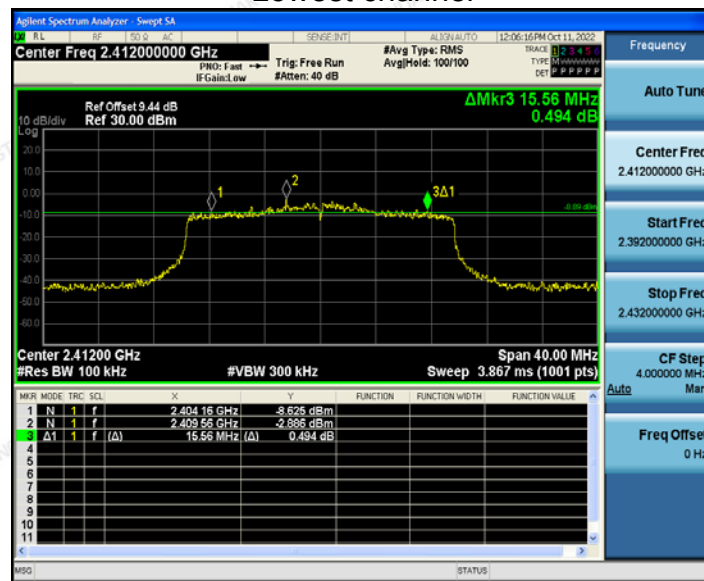 Lowest channel
Agilent Spectrum Analyzer - Swept SA
RL RF 50 Ω AC SENSE:INT ALIGN AUTO 12:06:16 PM Oct 11, 2022
Center Freq 2.412000000 GHz #Avg Type: RMS TRACE 1 2 3 4 5 6
PNO: Fast Trig: Free Run Avg|Hold: 100/100 TYPE M
IFGain:Low #Atten: 40 dB DET P P P P P P
Frequency
Auto Tune
Ref Offset 9.44 dB ΔMkr3 15.56 MHz
10 dB/div Ref 30.00 dBm 0.494 dB
Log
20.0
10.0
0.00
-10.0
-20.0
-30.0
-40.0
-50.0
-60.0
1
2
3Δ1
-8.89 dBm
Center Freq
2.412000000 GHz
Start Freq
2.392000000 GHz
Stop Freq
2.432000000 GHz
Center 2.41200 GHz Span 40.00 MHz
#Res BW 100 kHz #VBW 300 kHz Sweep 3.867 ms (1001 pts)
CF Step
4.000000 MHz
Auto Man
Freq Offset
0 Hz
MKR MODE TRC SCL X Y FUNCTION FUNCTION WIDTH FUNCTION VALUE
1 N 1 f 2.404 16 GHz -8.625 dBm
2 N 1 f 2.409 56 GHz -2.886 dBm
3 Δ1 1 f (Δ) 15.56 MHz (Δ) 0.494 dB
4
5
6
7
8
9
10
11
MSG STATUS